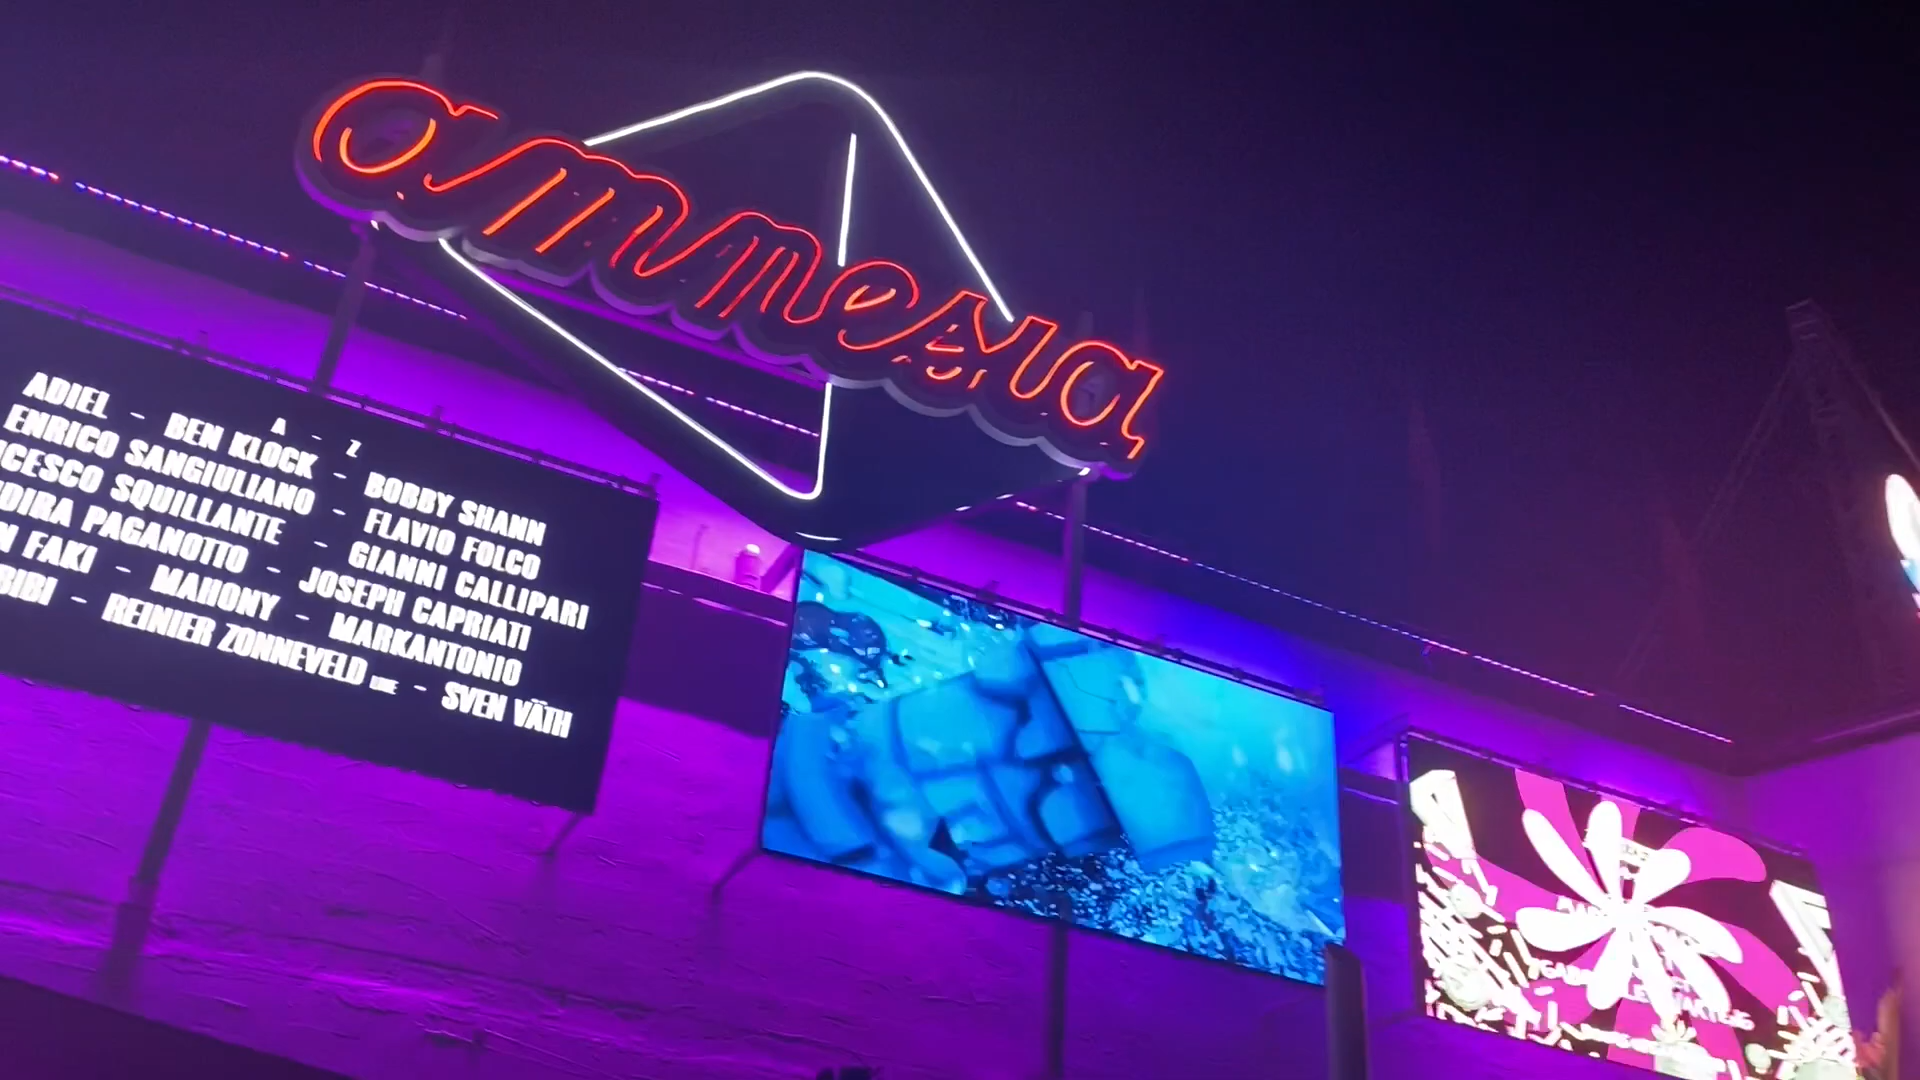 amnesia
A - Z
ADIEL - BEN KLOCK - BOBBY SHANN
ENRICO SANGIULIANO - FLAVIO FOLCO
CESCO SQUILLANTE - GIANNI CALLIPARI
DIRA PAGANOTTO - JOSEPH CAPRIATI
N FAKI - MAHONY - MARKANTONIO
BIBI - REINIER ZONNEVELD LIVE - SVEN VÄTH